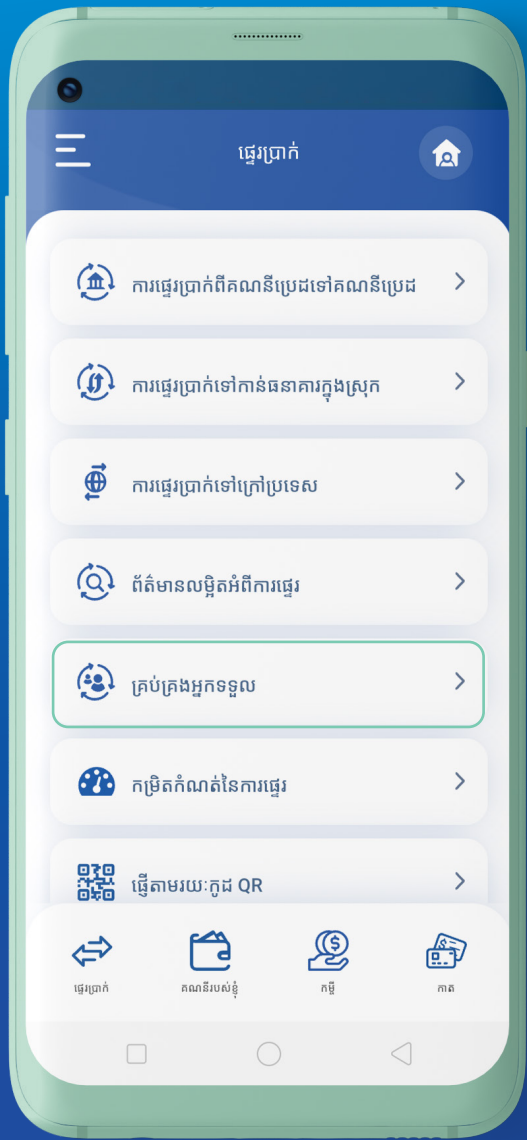 ផ្ទេរប្រាក់
ការផ្ទេរប្រាក់ពីគណនីប្រេដទៅគណនីប្រេដ
ការផ្ទេរប្រាក់ទៅកាន់ធនាគារក្នុងស្រុក
ការផ្ទេរប្រាក់ទៅក្រៅប្រទេស
ព័ត៌មានលម្អិតអំពីការផ្ទេរ
គ្រប់គ្រងអ្នកទទួល
កម្រិតកំណត់នៃការផ្ទេរ
ផ្ញើតាមរយៈកូដ QR
ផ្ទេរប្រាក់
គណនីរបស់ខ្ញុំ
កម្ចី
កាត